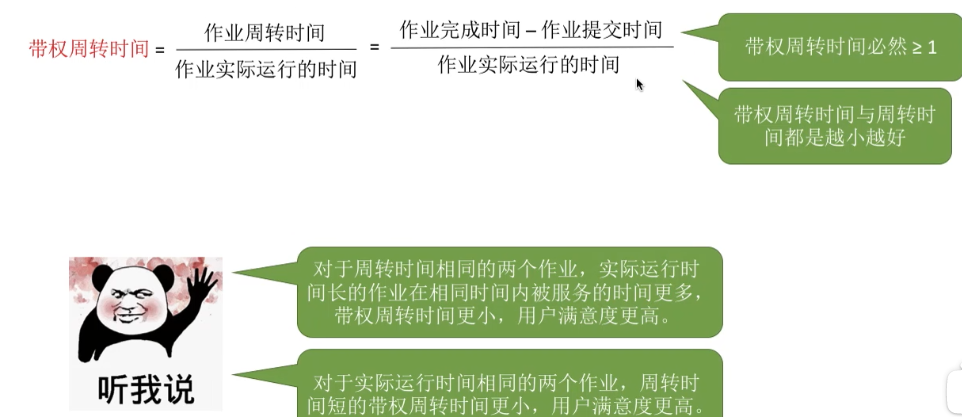 带权周转时间 = 作业周转时间 / 作业实际运行的时间 = 作业完成时间 – 作业提交时间 / 作业实际运行的时间
带权周转时间必然 ≥ 1
带权周转时间与周转时
间都是越小越好
对于周转时间相同的两个作业，实际运行时
间长的作业在相同时间内被服务的时间更多，
带权周转时间更小，用户满意度更高。
听我说
对于实际运行时间相同的两个作业，周转时
间短的带权周转时间更小，用户满意度更高。